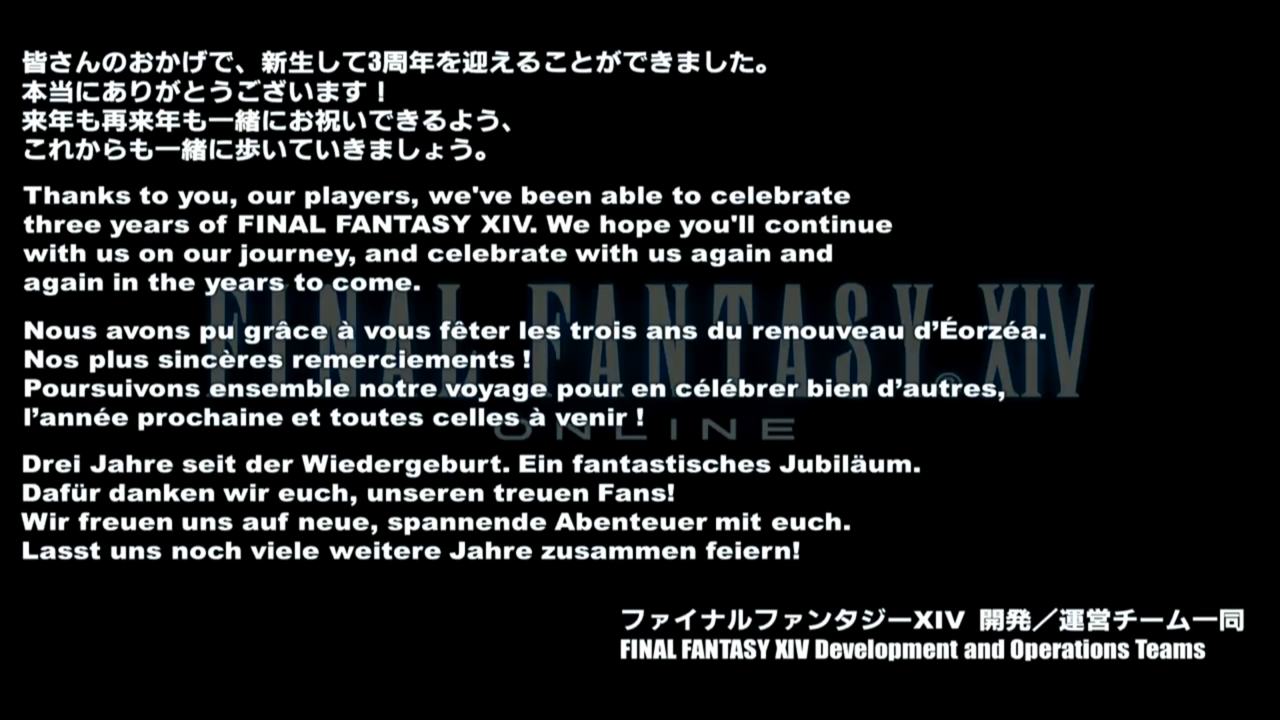 皆さんのおかげで、新生して3周年を迎えることができました。
本当にありがとうございます！
来年も再来年も一緒にお祝いできるよう、
これからも一緒に歩いていきましょう。
Thanks to you, our players, we've been able to celebrate
three years of FINAL FANTASY XIV. We hope you'll continue
with us on our journey, and celebrate with us again and
again in the years to come.
FINAL FANTASY® XIV
ONLINE
Nous avons pu grâce à vous fêter les trois ans du renouveau d’Éorzéa.
Nos plus sincères remerciements !
Poursuivons ensemble notre voyage pour en célébrer bien d’autres,
l’année prochaine et toutes celles à venir !
Drei Jahre seit der Wiedergeburt. Ein fantastisches Jubiläum.
Dafür danken wir euch, unseren treuen Fans!
Wir freuen uns auf neue, spannende Abenteuer mit euch.
Lasst uns noch viele weitere Jahre zusammen feiern!
ファイナルファンタジーXIV 開発／運営チーム一同
FINAL FANTASY XIV Development and Operations Teams